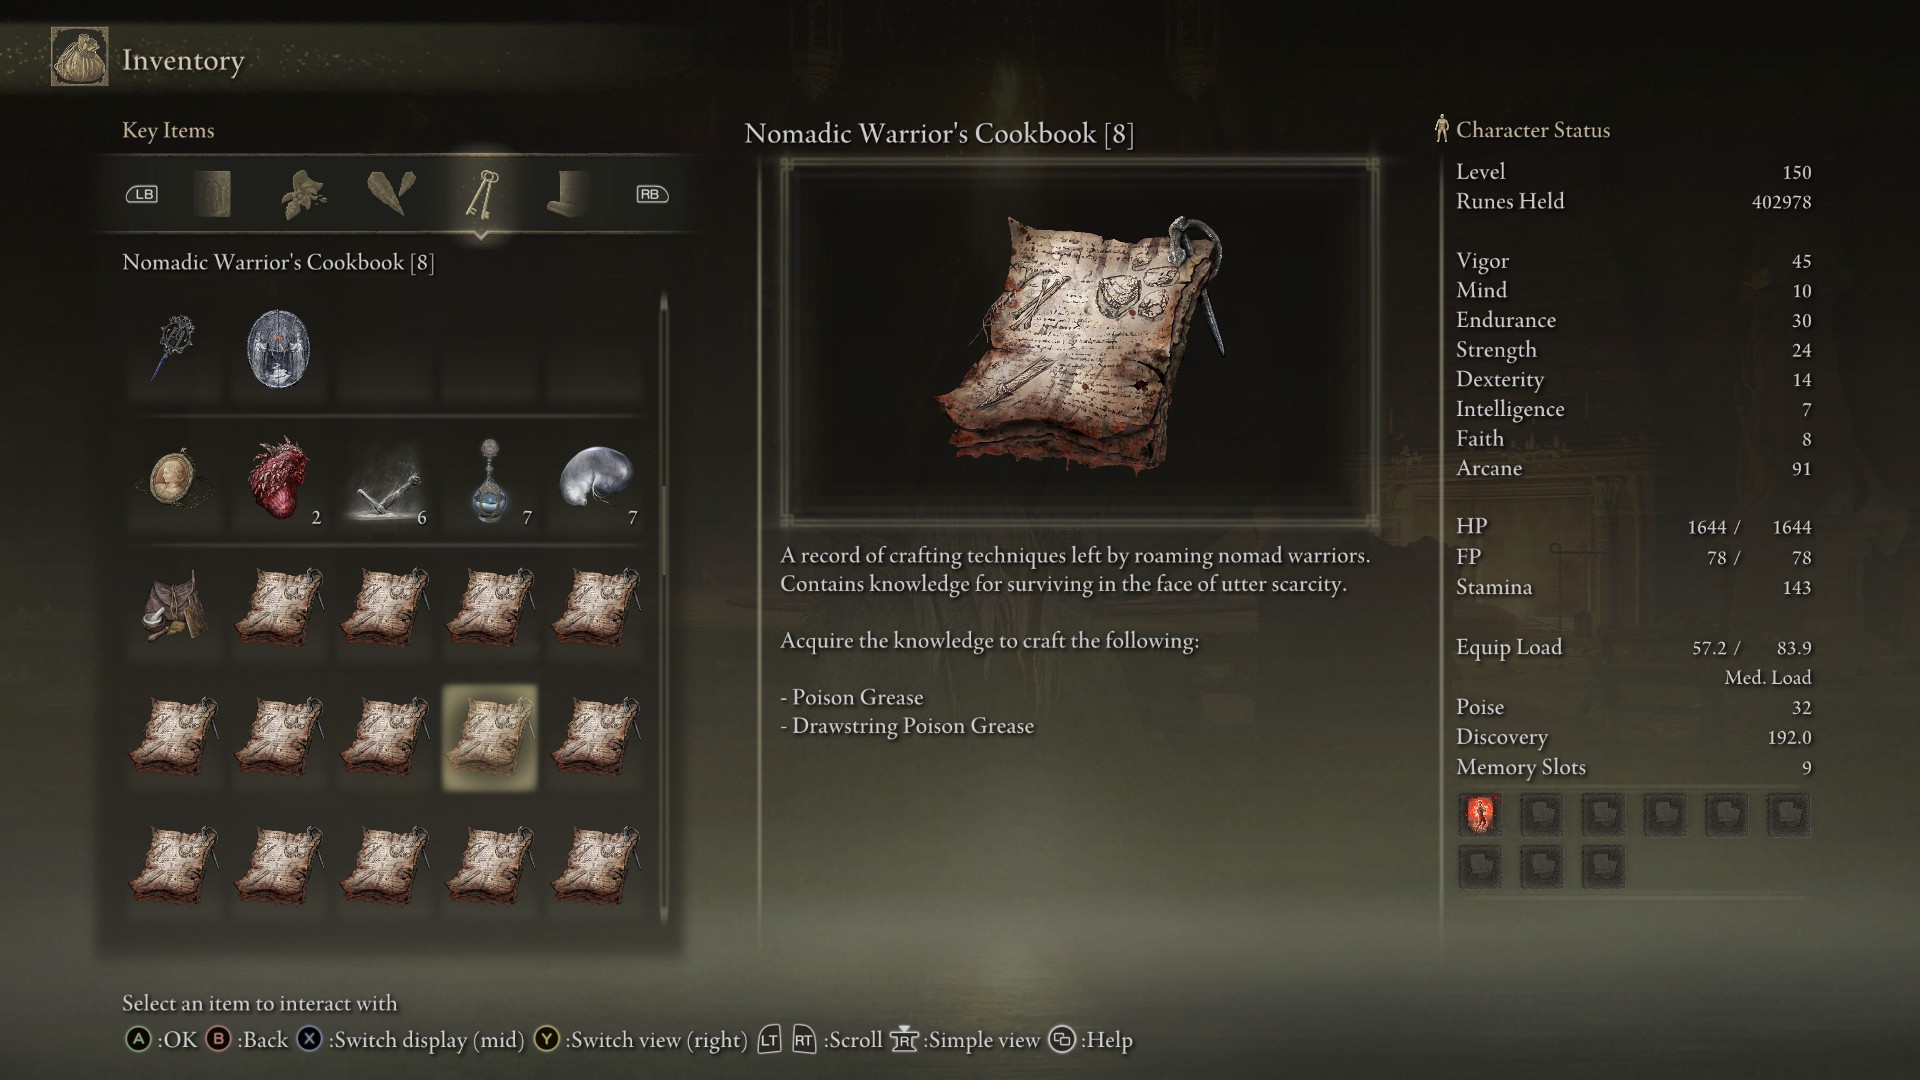 Inventory
Key Items
LB
RB
Nomadic Warrior's Cookbook [8]
2
6
7
7
Nomadic Warrior's Cookbook [8]
A record of crafting techniques left by roaming nomad warriors.
Contains knowledge for surviving in the face of utter scarcity.
Acquire the knowledge to craft the following:
- Poison Grease
- Drawstring Poison Grease
Character Status
Level 150
Runes Held 402978
Vigor 45
Mind 10
Endurance 30
Strength 24
Dexterity 14
Intelligence 7
Faith 8
Arcane 91
HP 1644 / 1644
FP 78 / 78
Stamina 143
Equip Load 57.2 / 83.9
Med. Load
Poise 32
Discovery 192.0
Memory Slots 9
Select an item to interact with
A :OK B :Back X :Switch display (mid) Y :Switch view (right) LT RT :Scroll R :Simple view :Help